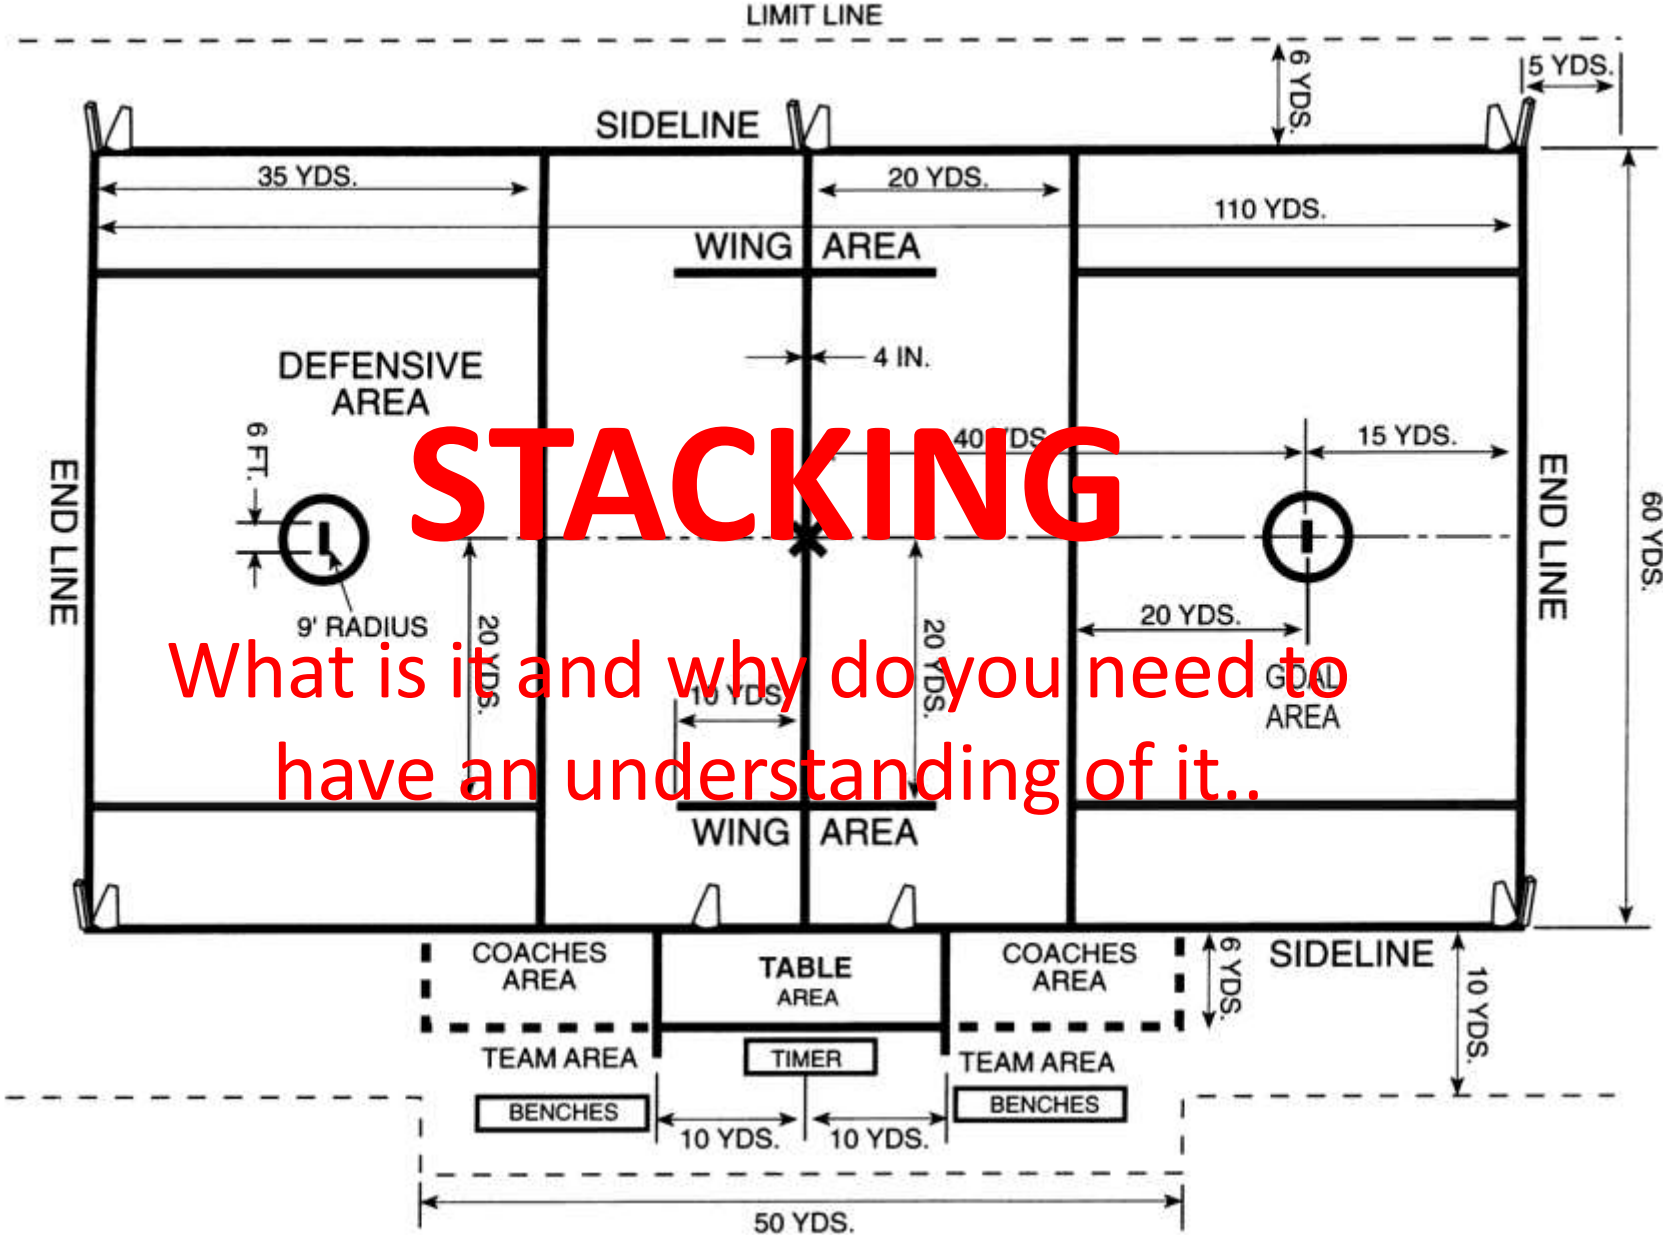 LIMIT LINE
6 YDS.
5 YDS.
SIDELINE
35 YDS.
20 YDS.
110 YDS.
WING AREA
DEFENSIVE
AREA
4 IN.
6 FT.
STACKING
40 YDS.
15 YDS.
END LINE
END LINE
60 YDS.
9' RADIUS
20 YDS.
20 YDS.
20 YDS.
What is it and why do you need to
GOAL
AREA
10 YDS.
have an understanding of it..
WING AREA
COACHES
AREA
TABLE
AREA
COACHES
AREA
6 YDS.
SIDELINE
10 YDS.
TEAM AREA
TIMER
TEAM AREA
BENCHES
BENCHES
10 YDS.
10 YDS.
50 YDS.